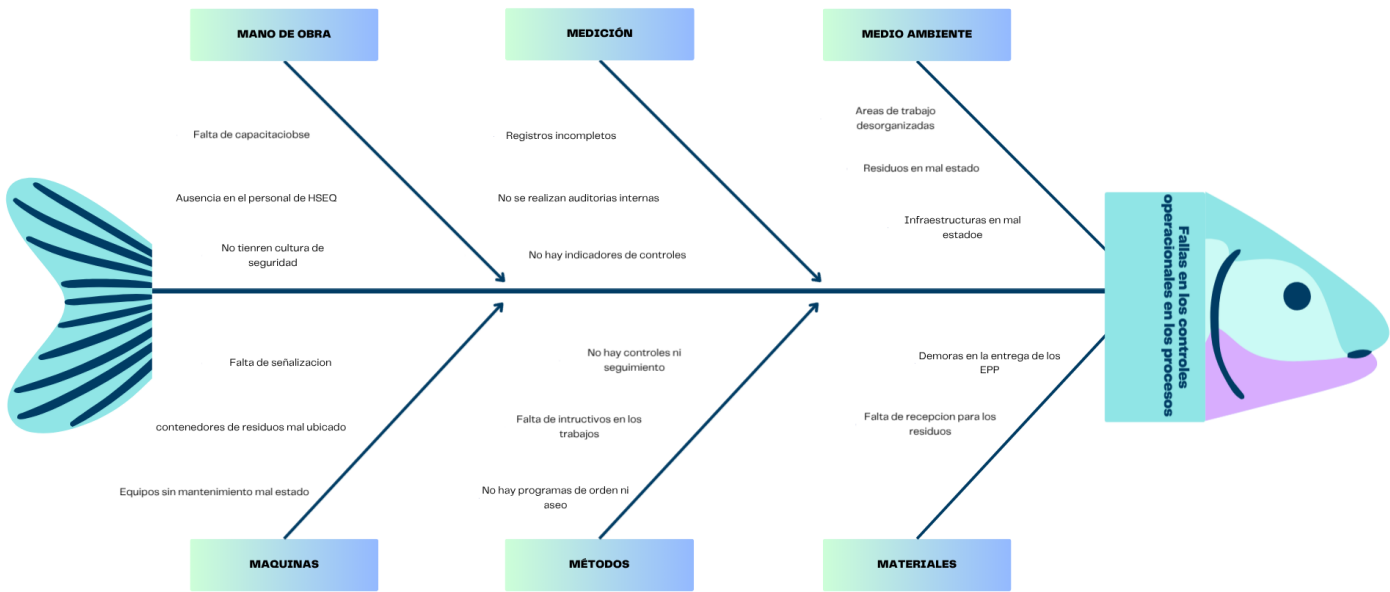 MANO DE OBRA
MEDICIÓN
MEDIO AMBIENTE
Falta de capacitaciobse
Ausencia en el personal de HSEQ
No tienren cultura de
seguridad
Registros incompletos
No se realizan auditorias internas
No hay indicadores de controles
Areas de trabajo
desorganizadas
Residuos en mal estado
Infraestructuras en mal
estadoe
Fallas en los controles
operacionales en los procesos
Falta de señalizacion
contenedores de residuos mal ubicado
Equipos sin mantenimiento mal estado
No hay controles ni
seguimiento
Falta de intructivos en los
trabajos
No hay programas de orden ni
aseo
Demoras en la entrega de los
EPP
Falta de recepcion para los
residuos
MAQUINAS
MÉTODOS
MATERIALES